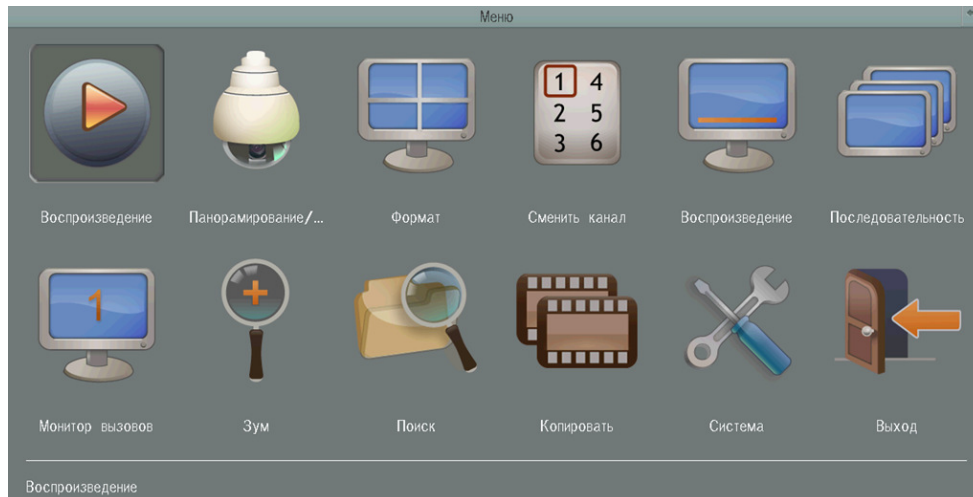 Меню
1 4
2 5
3 6
Воспроизведение Панорамирование/... Формат Сменить канал Воспроизведение Последовательность
1
Монитор вызовов Зум Поиск Копировать Система Выход
Воспроизведение